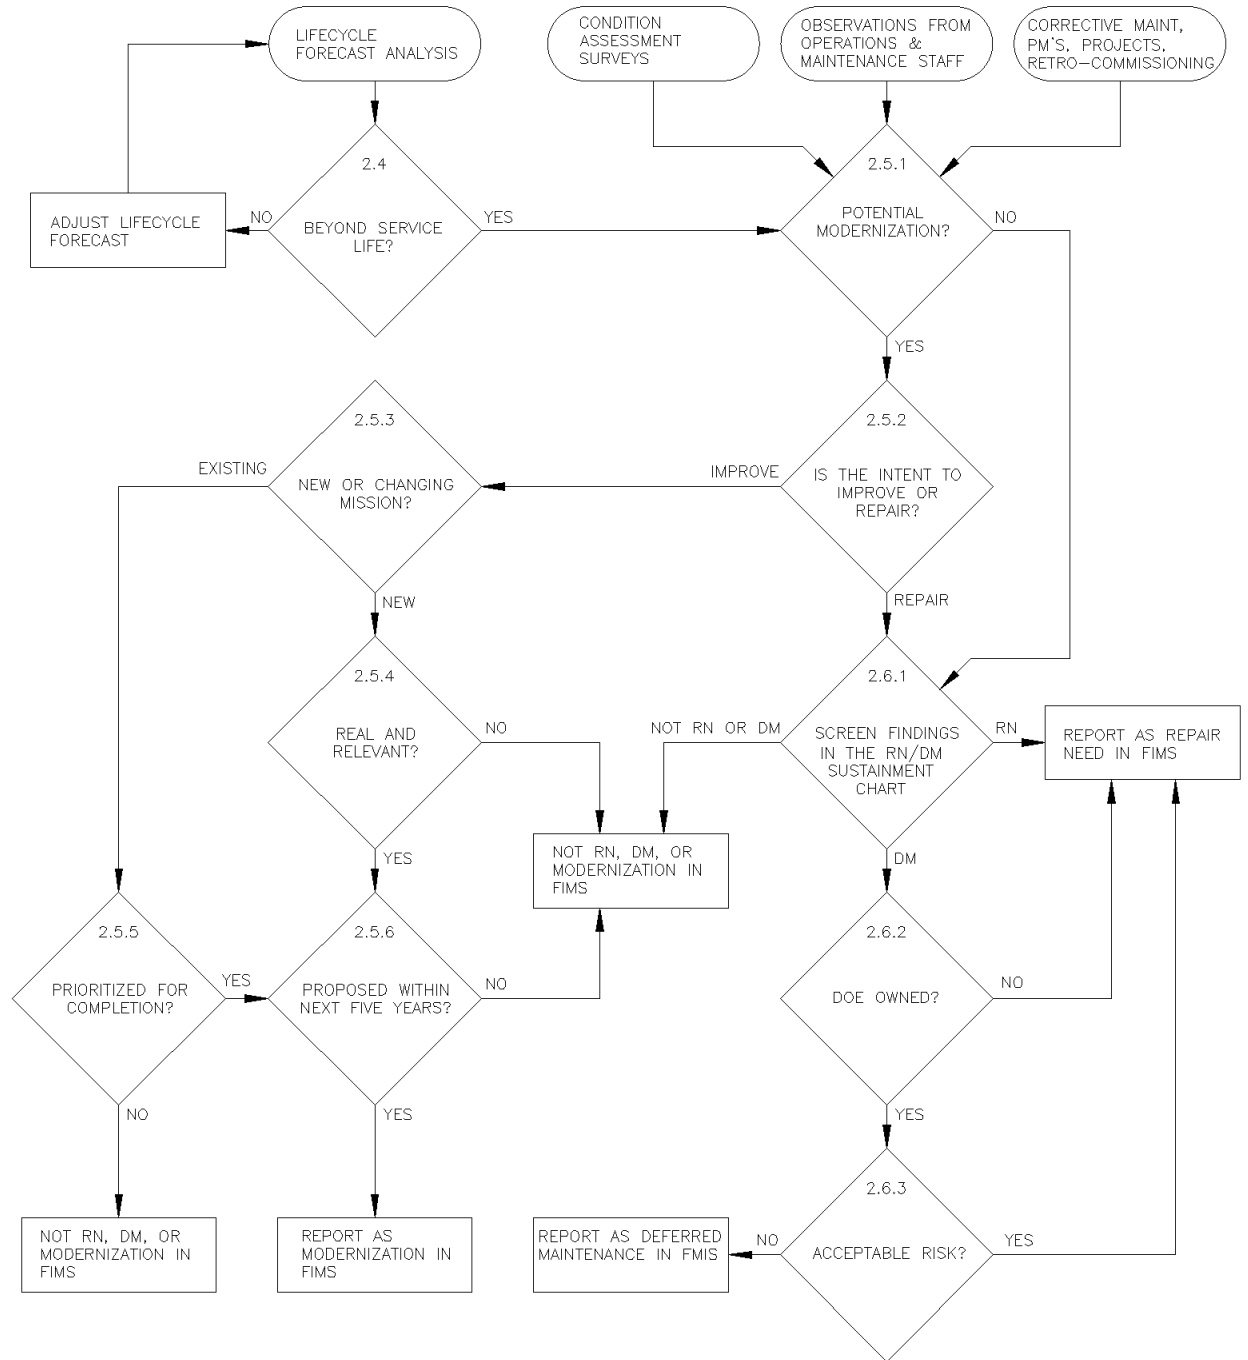 LIFECYCLE
FORECAST ANALYSIS
CONDITION
ASSESSMENT
SURVEYS
OBSERVATIONS FROM
OPERATIONS &
MAINTENANCE STAFF
CORRECTIVE MAINT,
PM'S, PROJECTS,
RETRO-COMMISSIONING
2.4
BEYOND SERVICE
LIFE?
NO
YES
ADJUST LIFECYCLE
FORECAST
2.5.1
POTENTIAL
MODERNIZATION?
NO
YES
2.5.2
IS THE INTENT TO
IMPROVE OR
REPAIR?
IMPROVE
REPAIR
2.5.3
NEW OR CHANGING
MISSION?
EXISTING
NEW
2.5.4
REAL AND
RELEVANT?
NO
YES
2.6.1
SCREEN FINDINGS
IN THE RN/DM
SUSTAINMENT
CHART
NOT RN OR DM
RN
DM
REPORT AS REPAIR
NEED IN FIMS
NOT RN, DM, OR
MODERNIZATION IN
FIMS
2.5.5
PRIORITIZED FOR
COMPLETION?
YES
NO
2.5.6
PROPOSED WITHIN
NEXT FIVE YEARS?
NO
YES
2.6.2
DOE OWNED?
NO
YES
2.6.3
ACCEPTABLE RISK?
NO
YES
NOT RN, DM, OR
MODERNIZATION IN
FIMS
REPORT AS
MODERNIZATION IN
FIMS
REPORT AS DEFERRED
MAINTENANCE IN FMIS